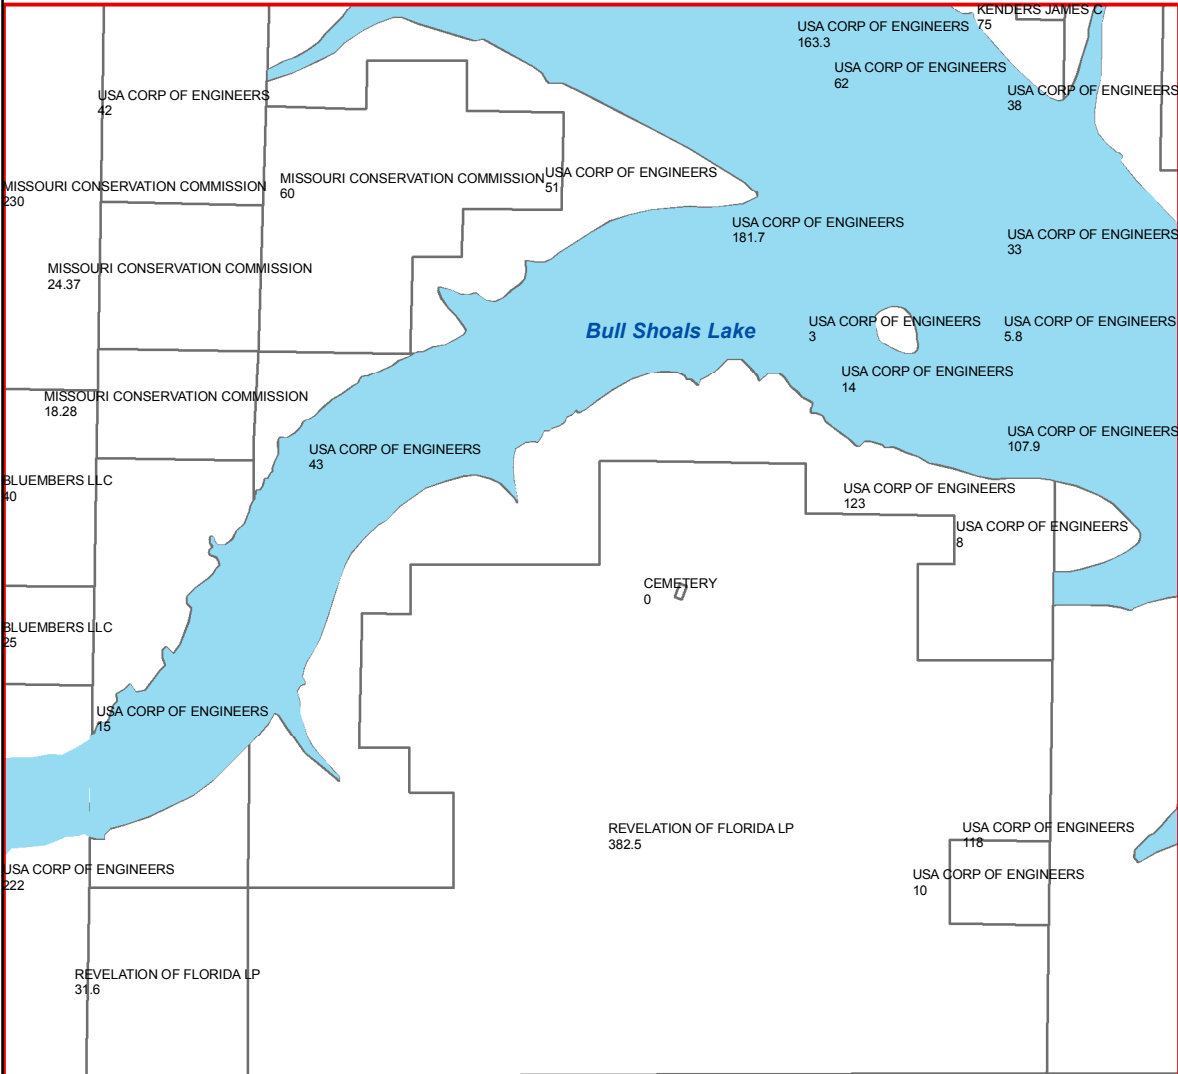 KENDERS JAMES C
75
USA CORP OF ENGINEERS
163.3
USA CORP OF ENGINEERS
62
USA CORP OF ENGINEERS
38
USA CORP OF ENGINEERS
42
MISSOURI CONSERVATION COMMISSION
230
MISSOURI CONSERVATION COMMISSION
60
USA CORP OF ENGINEERS
51
USA CORP OF ENGINEERS
181.7
USA CORP OF ENGINEERS
33
MISSOURI CONSERVATION COMMISSION
24.37
Bull Shoals Lake
USA CORP OF ENGINEERS
3
USA CORP OF ENGINEERS
5.8
USA CORP OF ENGINEERS
14
MISSOURI CONSERVATION COMMISSION
18.28
USA CORP OF ENGINEERS
107.9
USA CORP OF ENGINEERS
43
BLUEMBERS LLC
40
USA CORP OF ENGINEERS
123
USA CORP OF ENGINEERS
8
CEMETERY
0
BLUEMBERS LLC
25
USA CORP OF ENGINEERS
15
REVELATION OF FLORIDA LP
382.5
USA CORP OF ENGINEERS
118
USA CORP OF ENGINEERS
222
USA CORP OF ENGINEERS
10
REVELATION OF FLORIDA LP
31.6